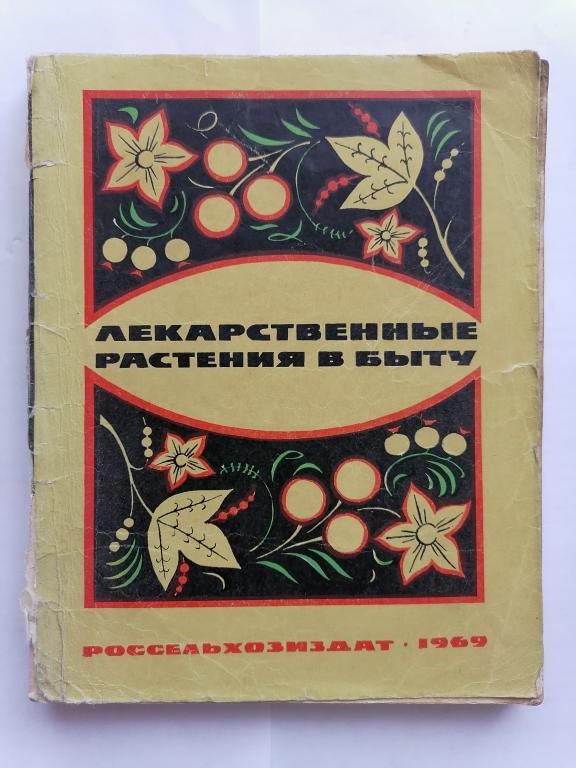 ЛЕКАРСТВЕННЫЕ
РАСТЕНИЯ В БЫТУ
РОССЕЛЬХОЗИЗДАТ · 1969